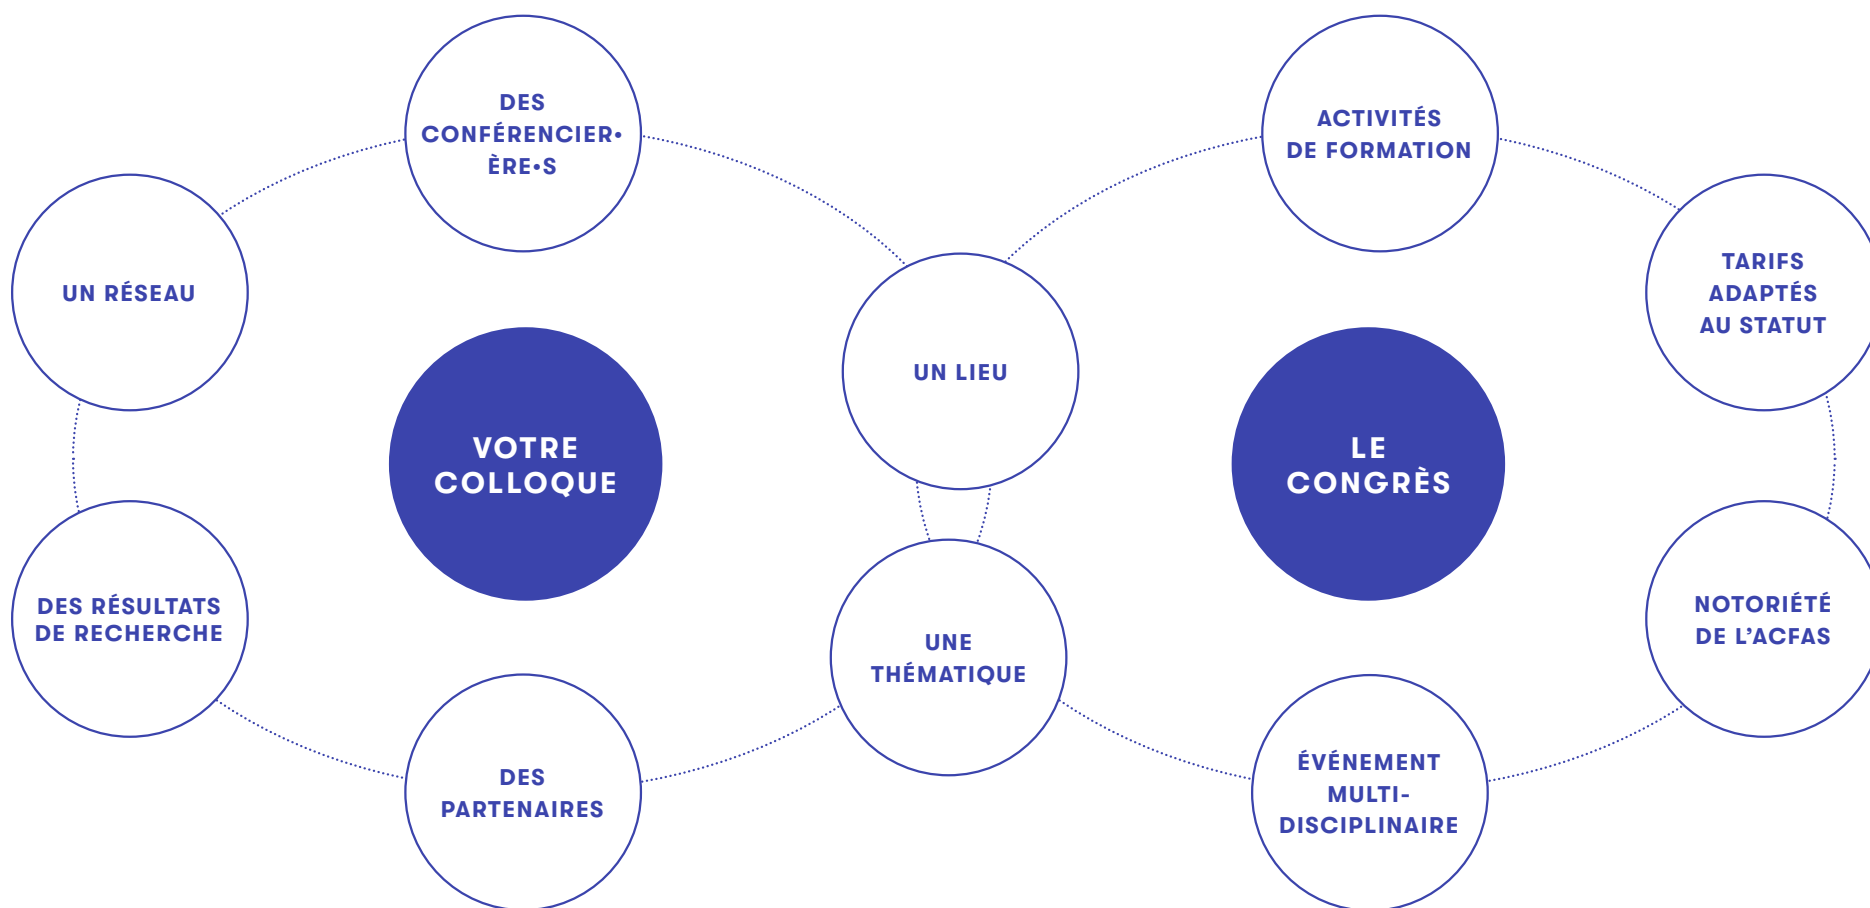 DES
CONFÉRENCIER•
ÈRE•S
ACTIVITÉS
DE FORMATION
UN RÉSEAU
TARIFS
ADAPTÉS
AU STATUT
UN LIEU
VOTRE
COLLOQUE
LE
CONGRÈS
DES RÉSULTATS
DE RECHERCHE
UNE
THÉMATIQUE
NOTORIÉTÉ
DE L’ACFAS
DES
PARTENAIRES
ÉVÉNEMENT
MULTI-
DISCIPLINAIRE